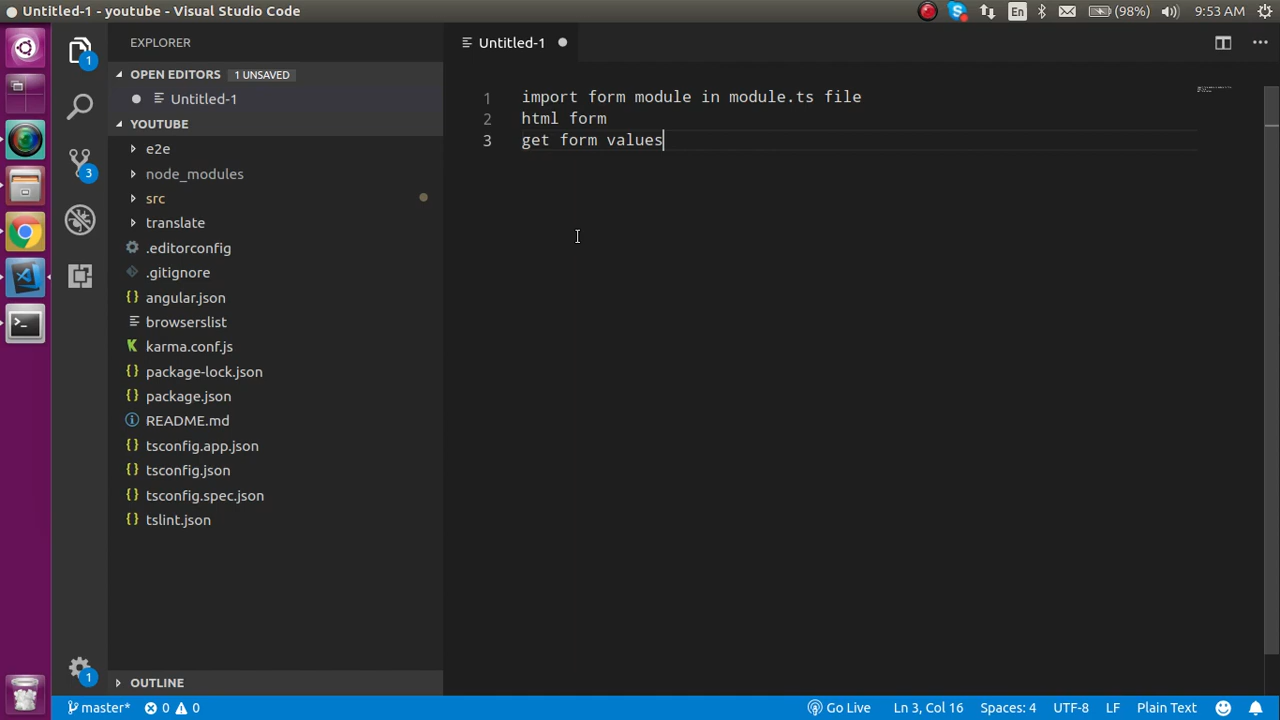 Untitled-1 - youtube - Visual Studio Code
En
(98%)
9:53 AM
EXPLORER
Untitled-1
OPEN EDITORS 1 UNSAVED
Untitled-1
YOUTUBE
e2e
node_modules
src
translate
.editorconfig
.gitignore
angular.json
browserslist
karma.conf.js
package-lock.json
package.json
README.md
tsconfig.app.json
tsconfig.json
tsconfig.spec.json
tslint.json
OUTLINE
1
3
1
1 import form module in module.ts file
2 html form
3 get form values
master* 0 0
Go Live Ln 3, Col 16 Spaces: 4 UTF-8 LF Plain Text